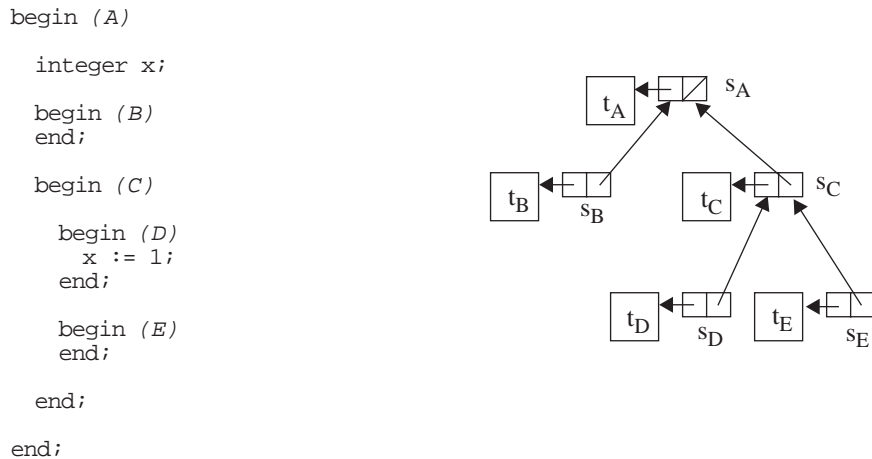 begin (A)
integer x;
begin (B)
end;
begin (C)
begin (D)
x := 1;
end;
begin (E)
end;
end;
end;
tA
sA
tB
sB
tC
sC
tD
sD
tE
sE